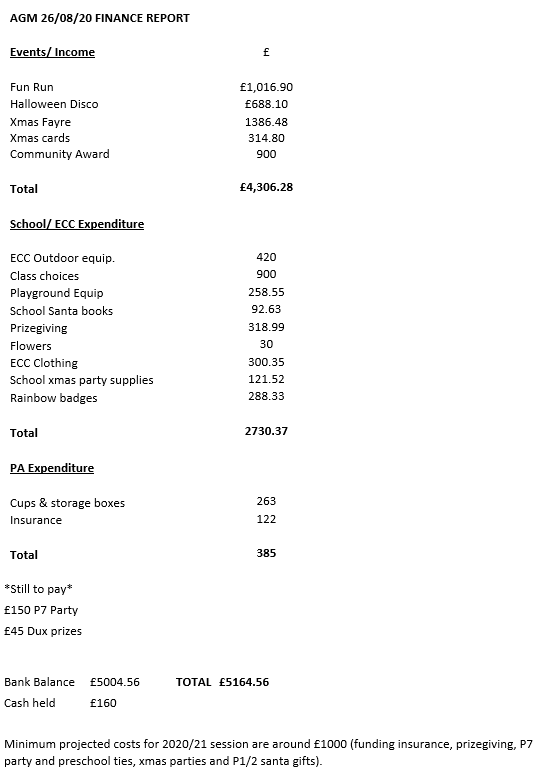 AGM 26/08/20 FINANCE REPORT
Events/ Income £
Fun Run £1,016.90
Halloween Disco £688.10
Xmas Fayre 1386.48
Xmas cards 314.80
Community Award 900
Total £4,306.28
School/ ECC Expenditure
ECC Outdoor equip. 420
Class choices 900
Playground Equip 258.55
School Santa books 92.63
Prizegiving 318.99
Flowers 30
ECC Clothing 300.35
School xmas party supplies 121.52
Rainbow badges 288.33
Total 2730.37
PA Expenditure
Cups & storage boxes 263
Insurance 122
Total 385
*Still to pay*
£150 P7 Party
£45 Dux prizes
Bank Balance £5004.56 TOTAL £5164.56
Cash held £160
Minimum projected costs for 2020/21 session are around £1000 (funding insurance, prizegiving, P7
party and preschool ties, xmas parties and P1/2 santa gifts).